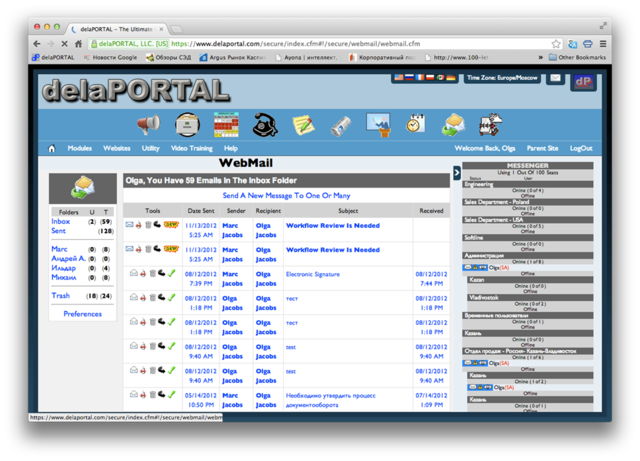 delaPORTAL – The Ultimate
delaPORTAL, LLC. [US] https://www.delaportal.com/secure/index.cfm#!/secure/webmail/webmail.cfm
delaPORTAL Новости Google Обзоры СЭД Argus Рынок Каспи Ayona | интеллект. Корпоративный по http://www.100-let » Other Bookmarks
delaPORTAL
Time Zone: Europe/Moscow
dP
Modules Websites Utility Video Training Help Welcome Back, Olga Parent Site LogOut
WebMail
Olga, You Have 59 Emails In The Inbox Folder
Send A New Message To One Or Many
Folders U T
Inbox (2) (59)
Sent (128)
Marc (0) (8)
Андрей А. (0) (0)
Ильдар (0) (4)
Михаил (0) (8)
Trash (18) (24)
Preferences
Tools Date Sent Sender Recipient Subject Received
11/13/2012 5:25 AM Marc Jacobs Olga Jacobs Workflow Review Is Needed
11/13/2012 5:25 AM Marc Jacobs Olga Jacobs Workflow Review Is Needed
08/12/2012 7:39 PM Marc Jacobs Olga Jacobs Electronic Signature 08/12/2012 7:44 PM
08/12/2012 1:18 PM Olga Jacobs Olga Jacobs тест 08/12/2012 1:18 PM
08/12/2012 1:18 PM Olga Jacobs Olga Jacobs тест 08/12/2012 1:18 PM
08/12/2012 9:40 AM Olga Jacobs Olga Jacobs test 08/12/2012 9:40 AM
08/12/2012 9:40 AM Olga Jacobs Olga Jacobs test 08/12/2012 9:40 AM
05/14/2012 10:50 PM Marc Jacobs Olga Jacobs Необходимо утвердить процесс документооборота 07/14/2012 1:09 PM
MESSENGER
Using 1 Out Of 100 Seats
Status User
Engineering
Online (0 of 4)
Offline
Sales Department - Poland
Online (0 of 1)
Offline
Sales Department - USA
Online (0 of 3)
Offline
Softline
Online (0 of 1)
Offline
Администрация
Online (1 of 8)
Olga(SA)
Offline
Kazan
Online (0 of 0)
Offline
Vladivostok
Online (0 of 2)
Offline
Временные пользователи
Online (0 of 1)
Offline
Казань
Online (0 of 1)
Offline
Отдел продаж - Россия- Казань-Владивосток
Online (1 of 6)
Olga(SA)
Offline
Казань
Online (1 of 2)
Olga(SA)
Offline
Казань
Online (0 of 1)
Offline
https://www.delaportal.com/secure/index.cfm#!/secure/webmail/webm